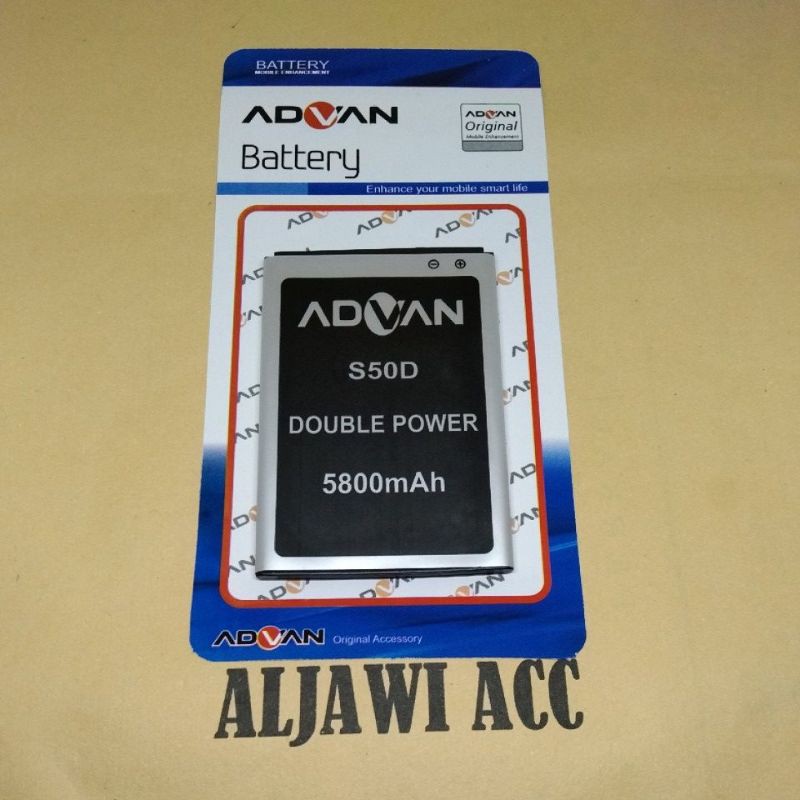 BATTERY
MOBILE ENHANCEMENT
ADVAN
Battery
ADVAN
Original
Mobile Enhancement
Enhance your mobile smart life
ADVAN
S50D
DOUBLE POWER
5800mAh
ADVAN Original Accessory
ALJAWI ACC